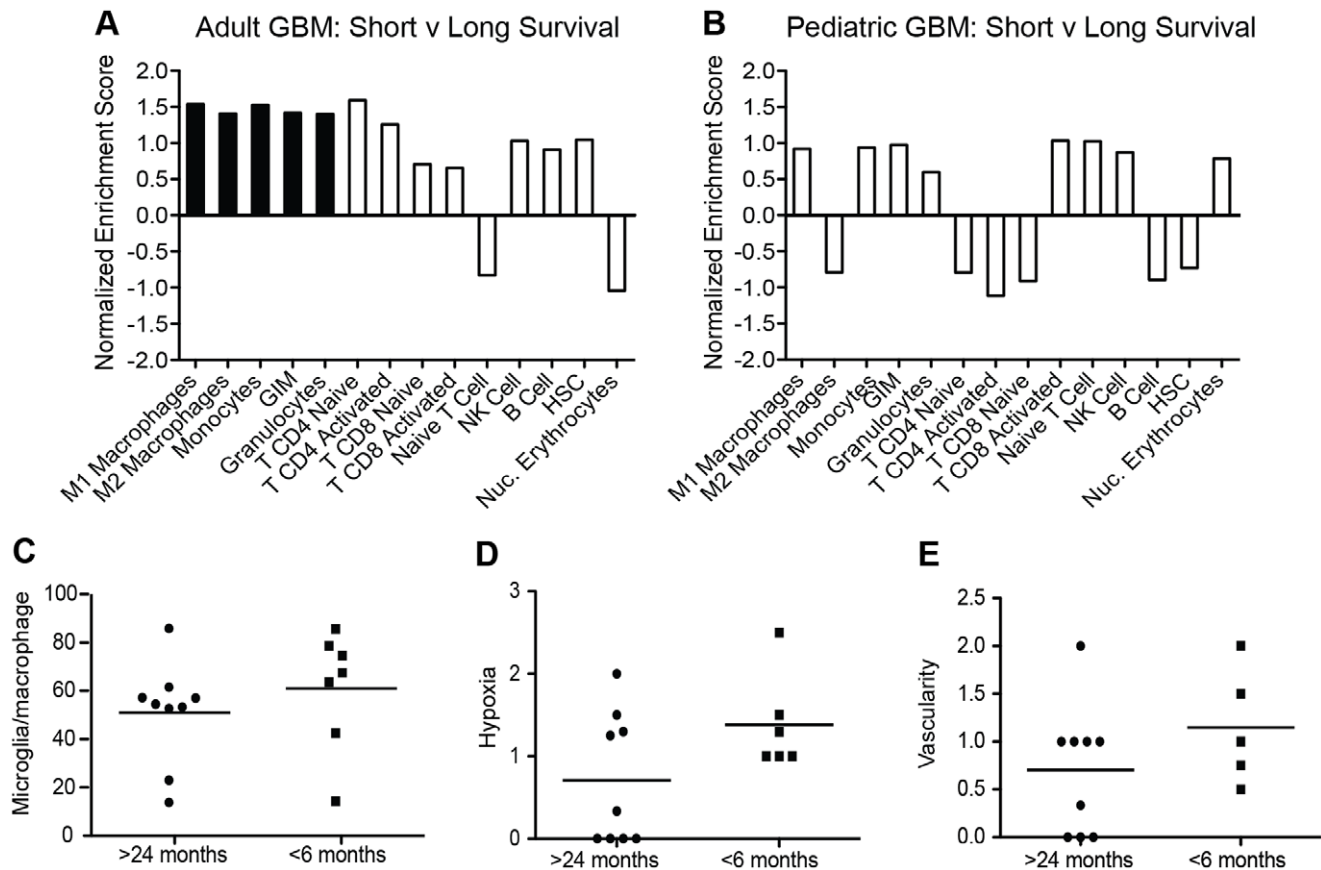 A Adult GBM: Short v Long Survival
Normalized Enrichment Score
2.0
1.5
1.0
0.5
0.0
-0.5
-1.0
-1.5
-2.0
M1 Macrophages
M2 Macrophages
Monocytes
GIM
Granulocytes
T CD4 Naive
T CD4 Activated
T CD8 Naive
T CD8 Activated
Naive T Cell
NK Cell
B Cell
HSC
Nuc. Erythrocytes
B Pediatric GBM: Short v Long Survival
Normalized Enrichment Score
2.0
1.5
1.0
0.5
0.0
-0.5
-1.0
-1.5
-2.0
M1 Macrophages
M2 Macrophages
Monocytes
GIM
Granulocytes
T CD4 Naive
T CD4 Activated
T CD8 Naive
T CD8 Activated
Naive T Cell
NK Cell
B Cell
HSC
Nuc. Erythrocytes
C
Microglia/macrophage
100
80
60
40
20
0
>24 months <6 months
D
Hypoxia
3
2
1
0
>24 months <6 months
E
Vascularity
2.5
2.0
1.5
1.0
0.5
0.0
>24 months <6 months